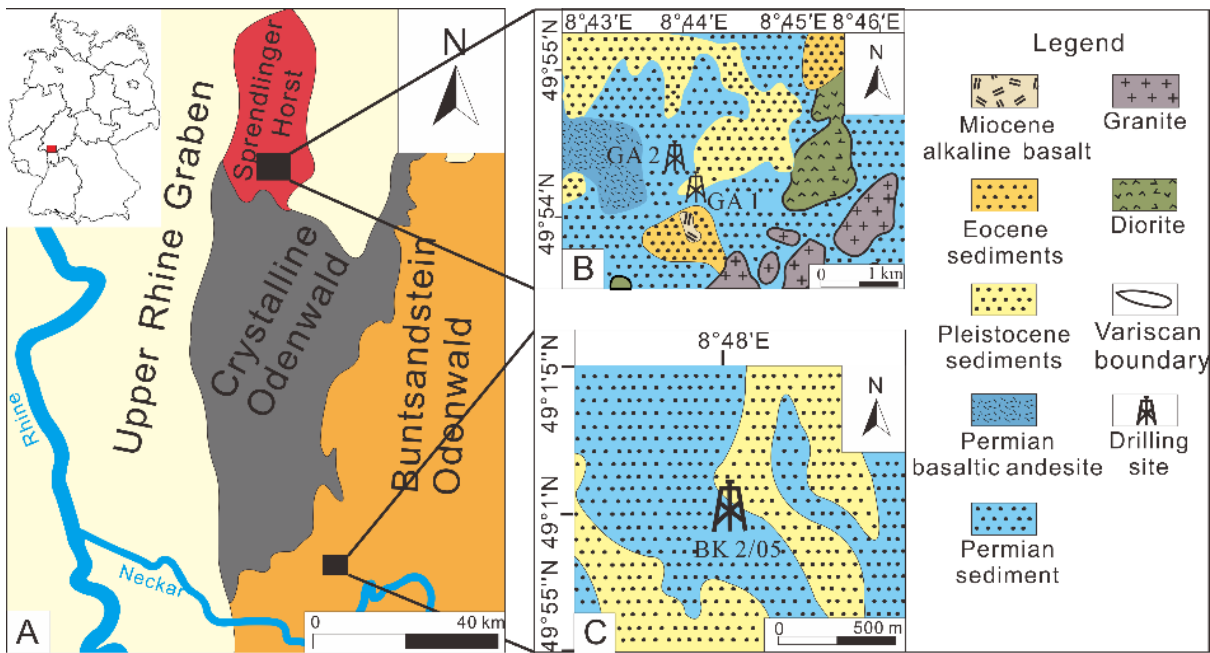 N
Sprendlinger
Horst
Upper Rhine Graben
Crystalline
Odenwald
Buntsandstein
Odenwald
Rhine
Neckar
0 40 km
A
8°43′E 8°44′E 8°45′E 8°46′E
49°55′N
49°54′N
N
GA 2
GA 1
B
0 1 km
8°48′E
49°1′5″N
49°1′1″N
49°55″N
N
BK 2/05
C
0 500 m
Legend
Miocene
alkaline basalt
Granite
Eocene
sediments
Diorite
Pleistocene
sediments
Variscan
boundary
Permian
basaltic andesite
Drilling
site
Permian
sediment